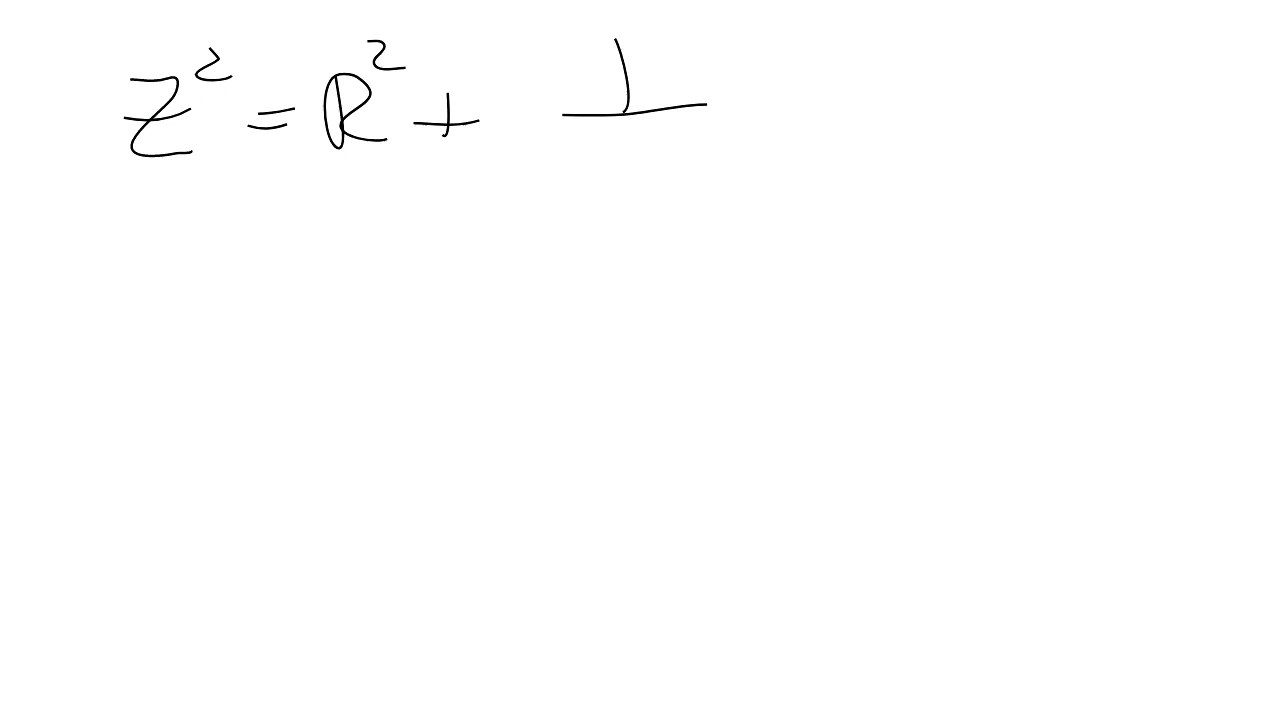 Z² = R² + 1/